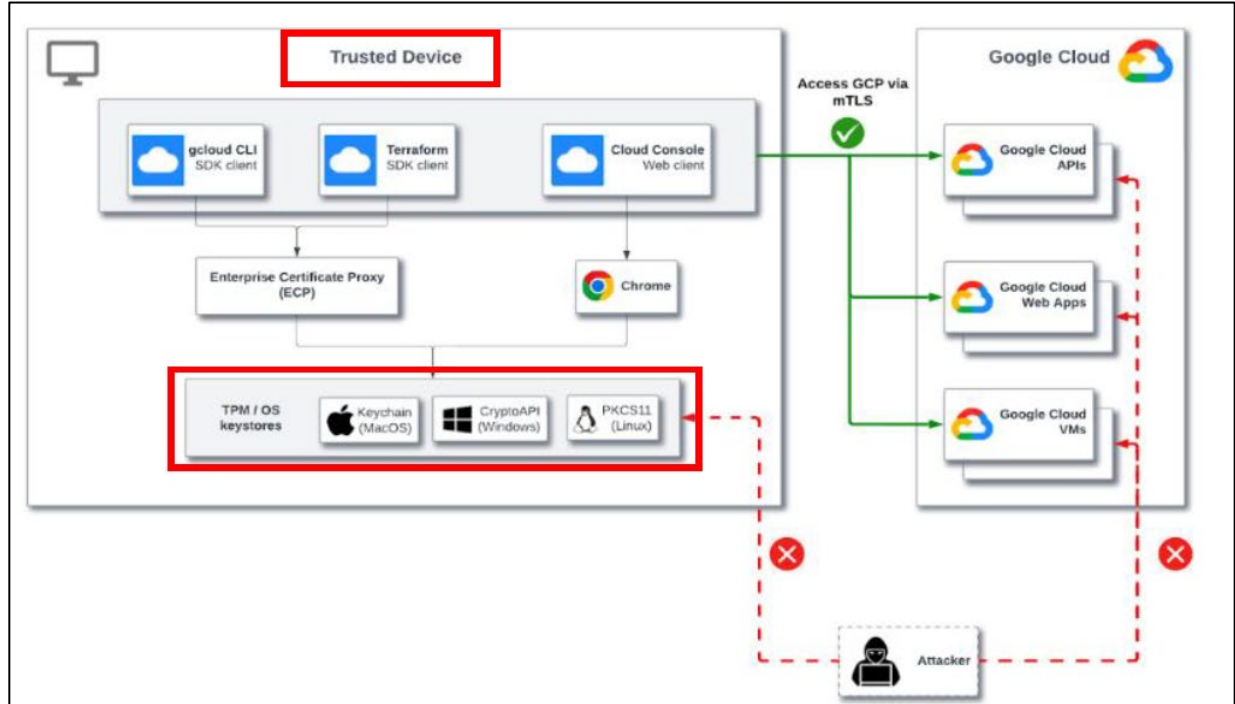 Trusted Device
Google Cloud
Access GCP via
mTLS
gcloud CLI
SDK client
Terraform
SDK client
Cloud Console
Web client
Google Cloud
APIs
Enterprise Certificate Proxy
(ECP)
Chrome
Google Cloud
Web Apps
TPM / OS
keystores
Keychain
(MacOS)
CryptoAPI
(Windows)
PKCS11
(Linux)
Google Cloud
VMs
Attacker